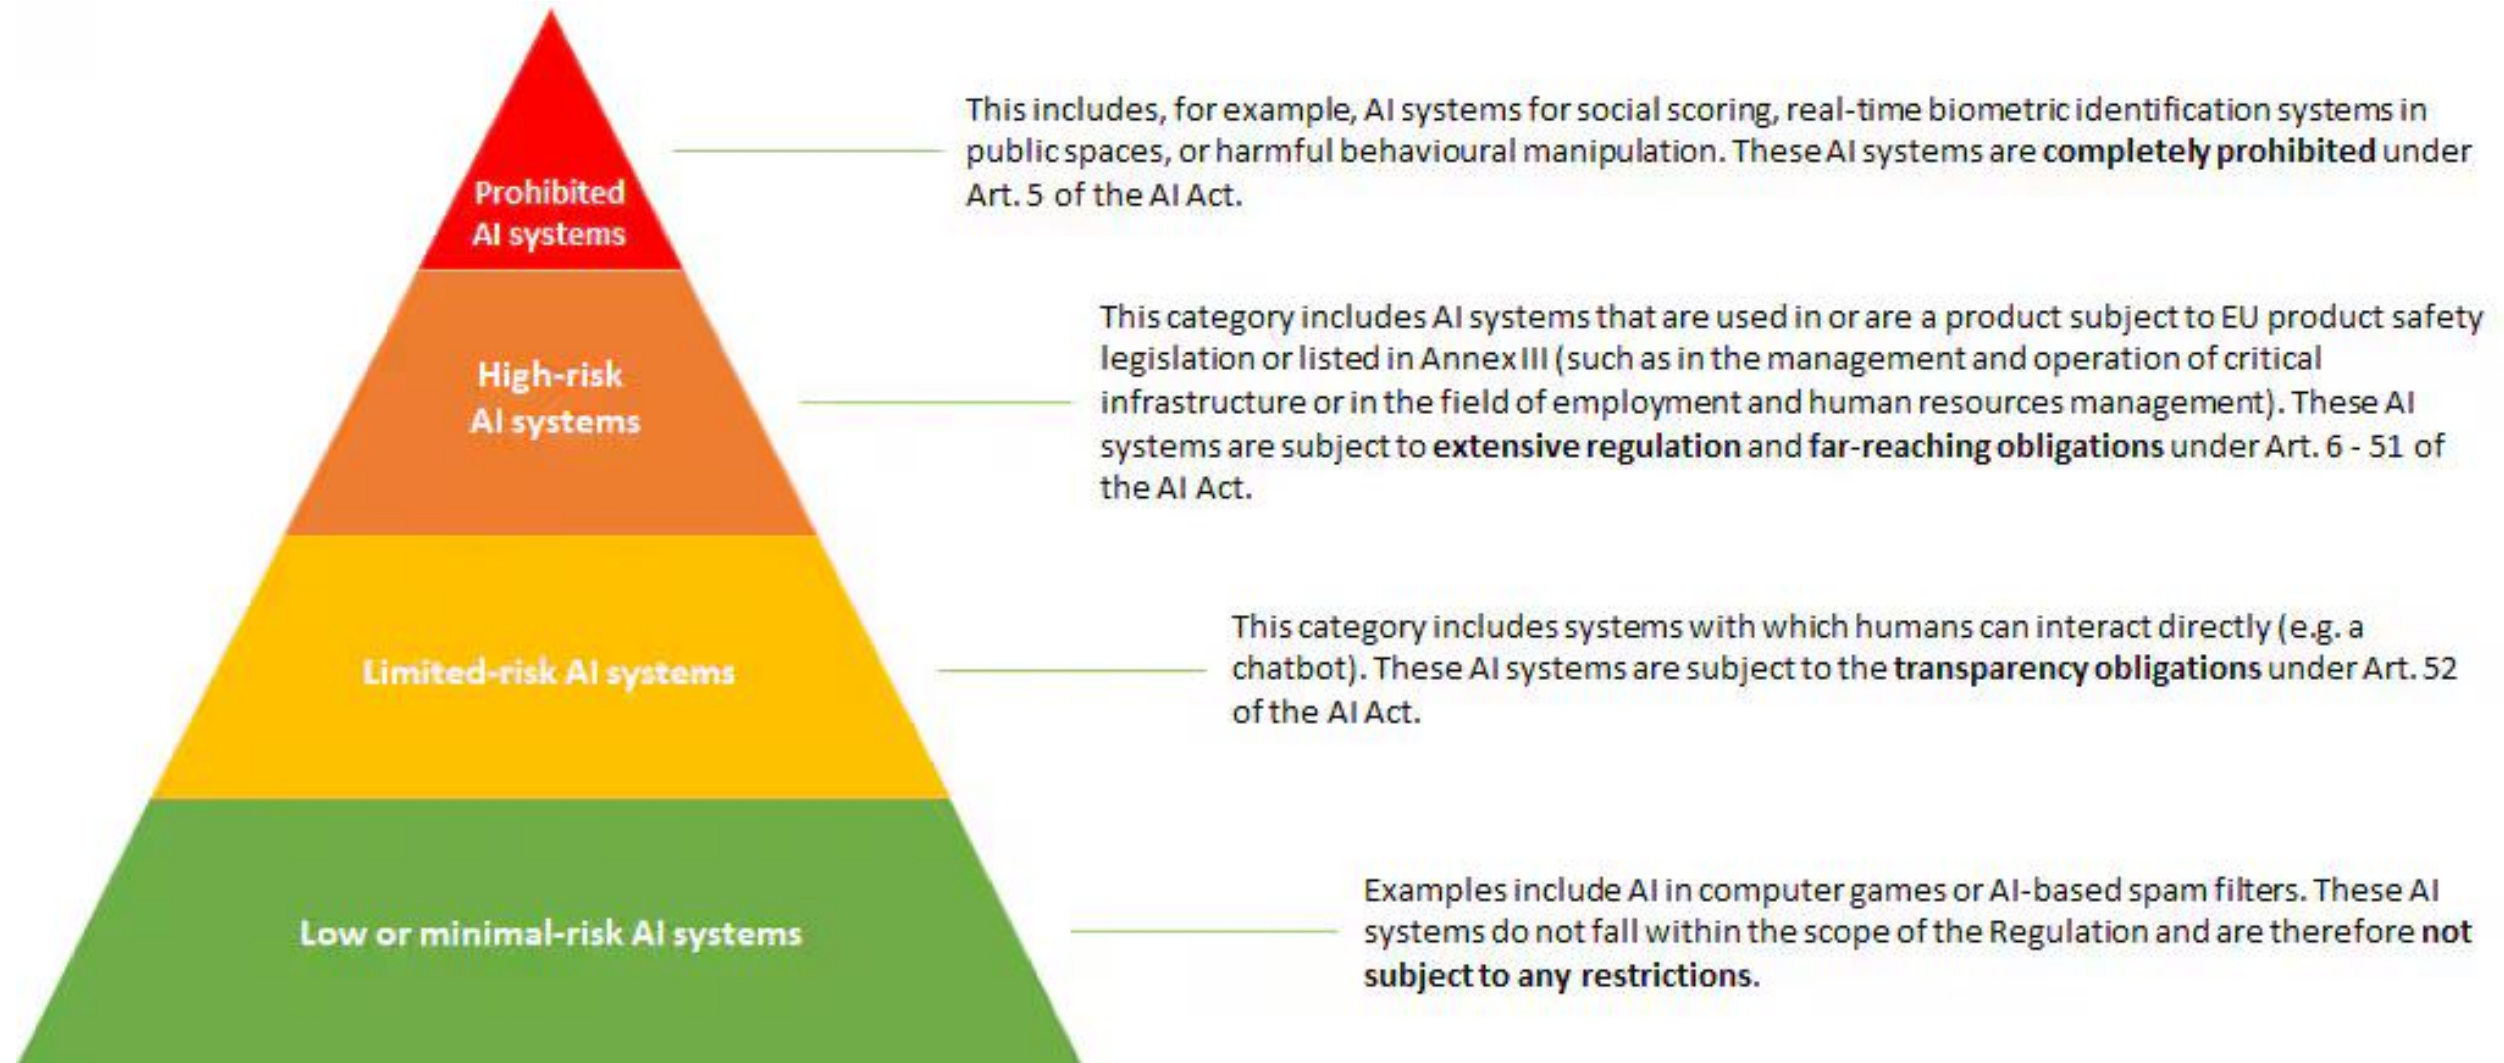 This includes, for example, AI systems for social scoring, real-time biometric identification systems in
public spaces, or harmful behavioural manipulation. These AI systems are completely prohibited under
Art. 5 of the AI Act.
Prohibited
AI systems
This category includes AI systems that are used in or are a product subject to EU product safety
legislation or listed in Annex III (such as in the management and operation of critical
infrastructure or in the field of employment and human resources management). These AI
systems are subject to extensive regulation and far-reaching obligations under Art. 6 - 51 of
the AI Act.
High-risk
AI systems
This category includes systems with which humans can interact directly (e.g. a
chatbot). These AI systems are subject to the transparency obligations under Art. 52
of the AI Act.
Limited-risk AI systems
Examples include AI in computer games or AI-based spam filters. These AI
systems do not fall within the scope of the Regulation and are therefore not
subject to any restrictions.
Low or minimal-risk AI systems